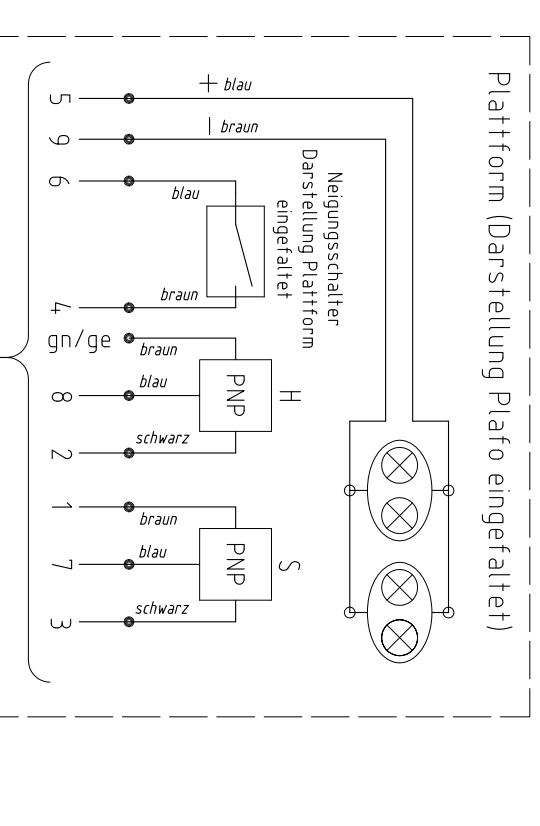 Plattform (Darstellung Plafo eingefaltet)
5
+ blau
9
- braun
6
blau
Neigungsschalter
Darstellung Plattform
eingefaltet
4
braun
gn/ge
braun
H
PNP
8
blau
2
schwarz
1
braun
S
PNP
7
blau
3
schwarz